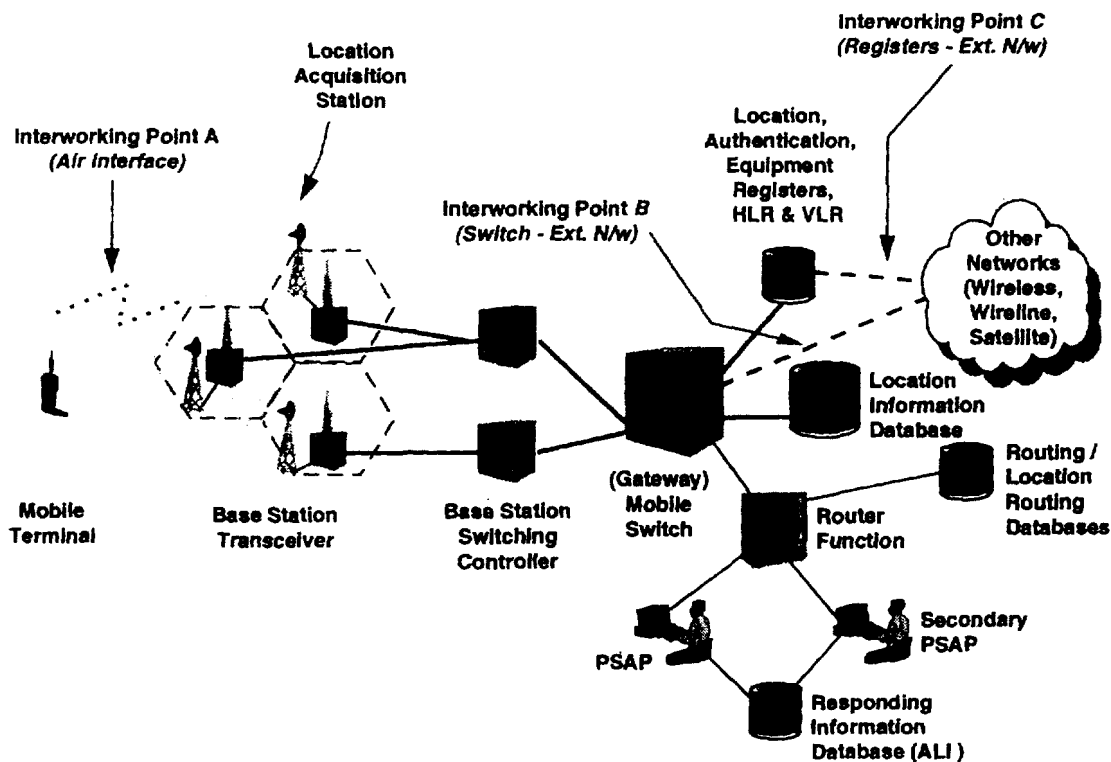 Interworking Point C
(Registers - Ext. N/w)
Location
Acquisition
Station
Interworking Point A
(Air interface)
Location,
Authentication,
Equipment
Registers,
HLR & VLR
Interworking Point B
(Switch - Ext. N/w)
Other
Networks
(Wireless,
Wireline,
Satellite)
Location
Information
Database
Mobile
Terminal
Base Station
Transceiver
Base Station
Switching
Controller
(Gateway)
Mobile
Switch
Router
Function
Routing /
Location
Routing
Databases
PSAP
Secondary
PSAP
Responding
Information
Database (ALI )